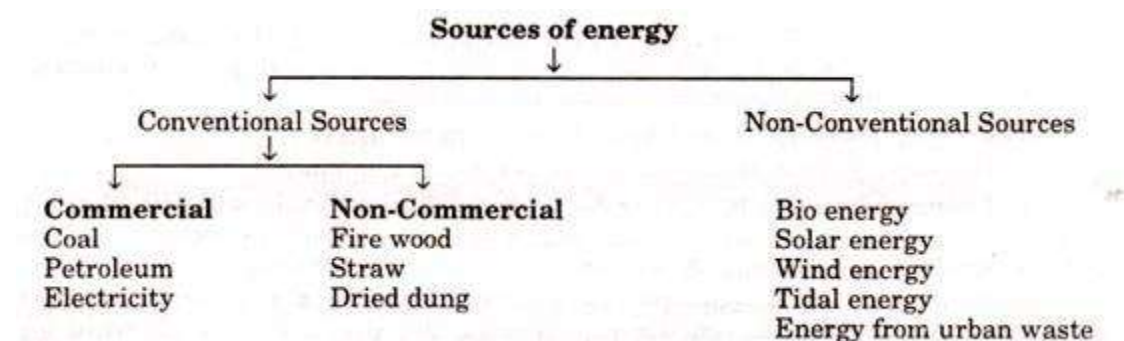 Sources of energy
Conventional Sources
Non-Conventional Sources
Commercial
Coal
Petroleum
Electricity
Non-Commercial
Fire wood
Straw
Dried dung
Bio energy
Solar energy
Wind energy
Tidal energy
Energy from urban waste